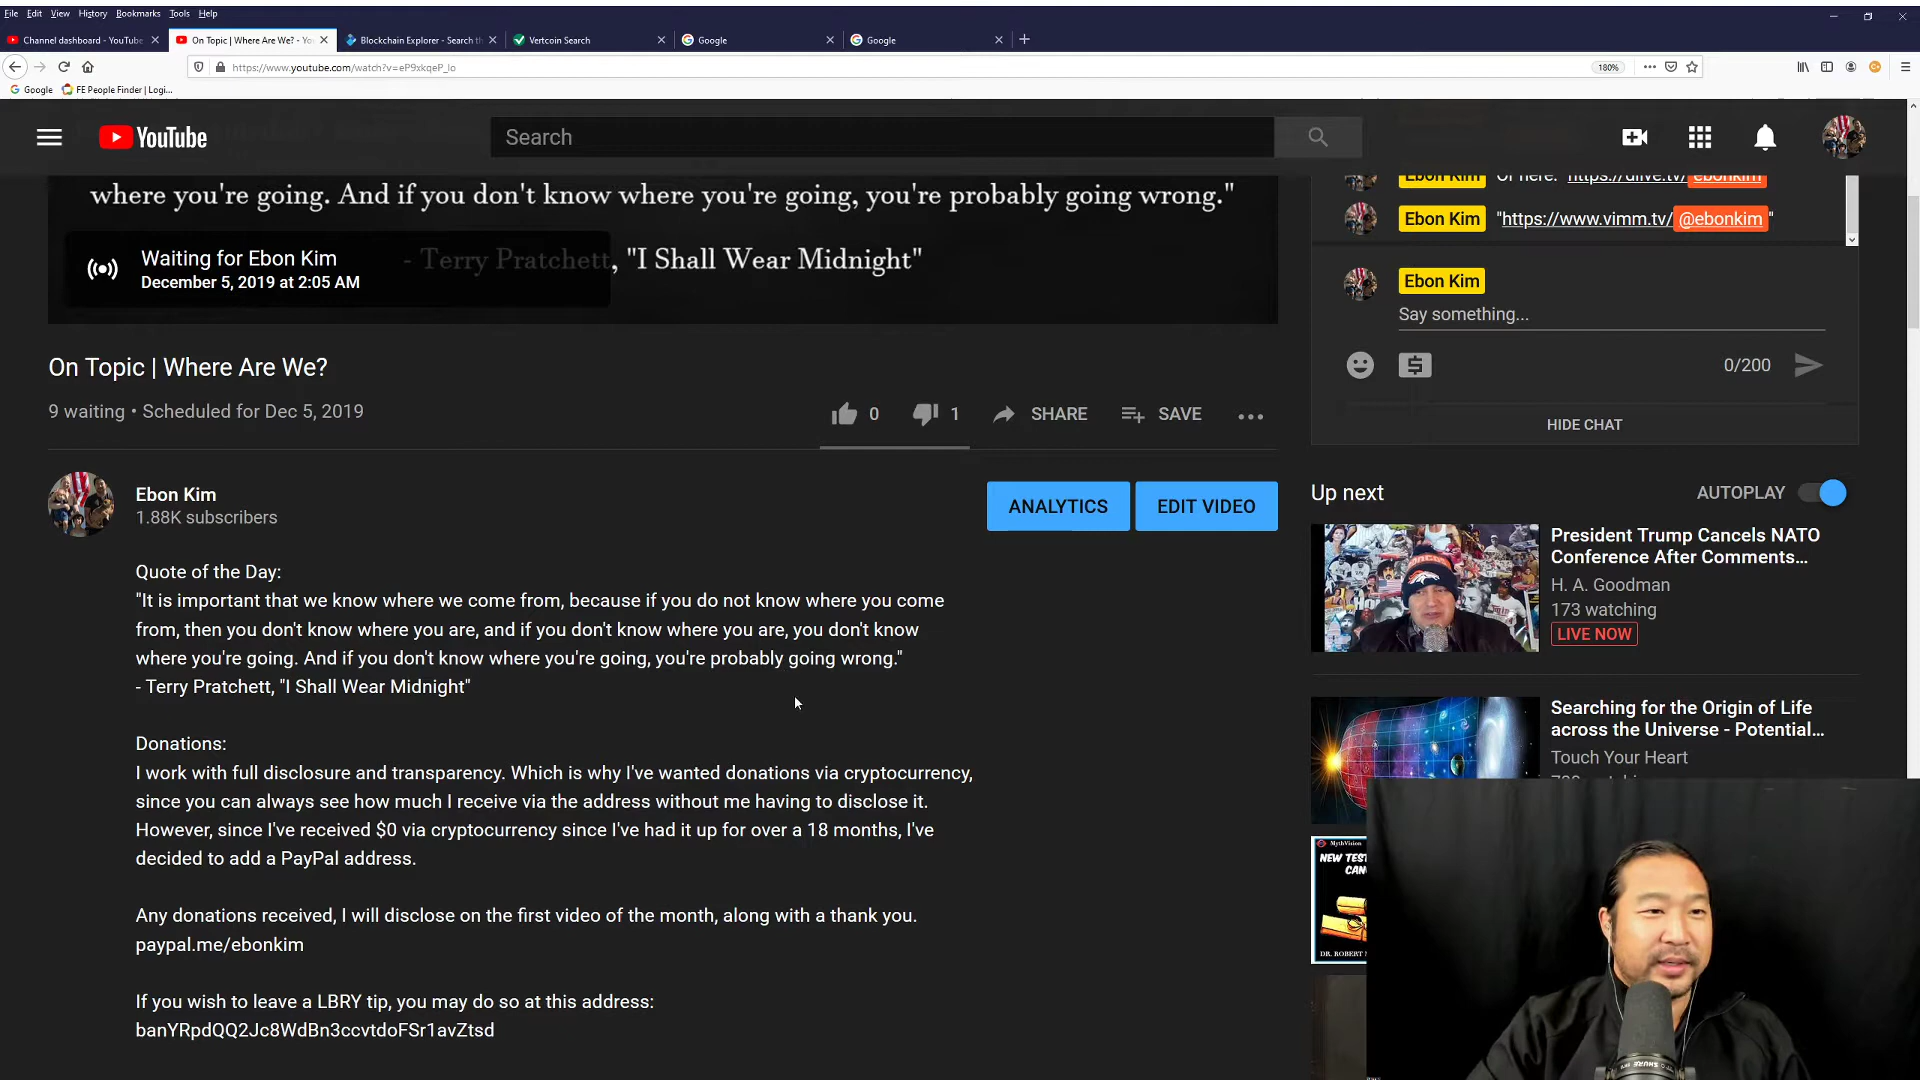 File Edit View History Bookmarks Tools Help
Channel dashboard - YouTube
On Topic | Where Are We? - Yo
Blockchain Explorer - Search th
Vertcoin Search
Google
Google
https://www.youtube.com/watch?v=eP9xkqeP_lo
180%
Google
FE People Finder | Logi...
YouTube
Search
where you're going. And if you don't know where you're going, you're probably going wrong."
- Terry Pratchett, "I Shall Wear Midnight"
Waiting for Ebon Kim
December 5, 2019 at 2:05 AM
Ebon Kim Or here: https://dlive.tv/ebonkim
Ebon Kim "https://www.vimm.tv/@ebonkim"
Ebon Kim
Say something...
0/200
HIDE CHAT
On Topic | Where Are We?
9 waiting • Scheduled for Dec 5, 2019
0
1
SHARE
SAVE
Ebon Kim
1.88K subscribers
ANALYTICS
EDIT VIDEO
Quote of the Day:
"It is important that we know where we come from, because if you do not know where you come
from, then you don't know where you are, and if you don't know where you are, you don't know
where you're going. And if you don't know where you're going, you're probably going wrong."
- Terry Pratchett, "I Shall Wear Midnight"
Donations:
I work with full disclosure and transparency. Which is why I've wanted donations via cryptocurrency,
since you can always see how much I receive via the address without me having to disclose it.
However, since I've received $0 via cryptocurrency since I've had it up for over a 18 months, I've
decided to add a PayPal address.
Any donations received, I will disclose on the first video of the month, along with a thank you.
paypal.me/ebonkim
If you wish to leave a LBRY tip, you may do so at this address:
banYRpdQQ2Jc8WdBn3ccvtdoFSr1avZtsd
Up next
AUTOPLAY
President Trump Cancels NATO
Conference After Comments...
H. A. Goodman
173 watching
LIVE NOW
Searching for the Origin of Life
across the Universe - Potential...
Touch Your Heart
MythVision
NEW TES
CAN
DR. ROBERT
SHURE